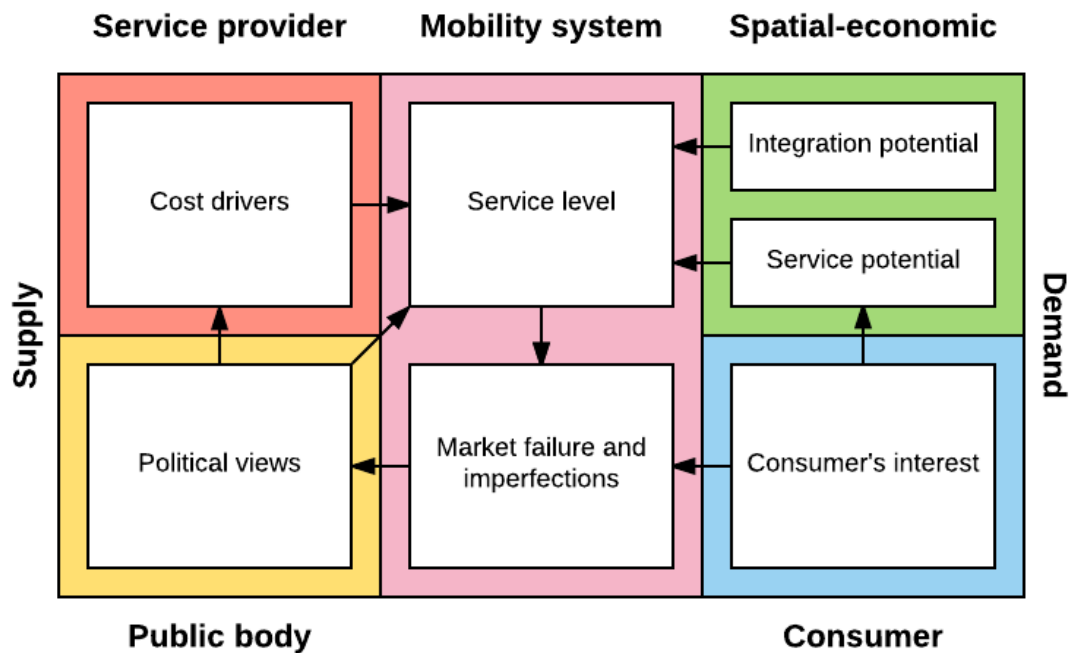 Service provider
Mobility system
Spatial-economic
Cost drivers
Service level
Integration potential
Service potential
Supply
Demand
Political views
Market failure and
imperfections
Consumer's interest
Public body
Consumer